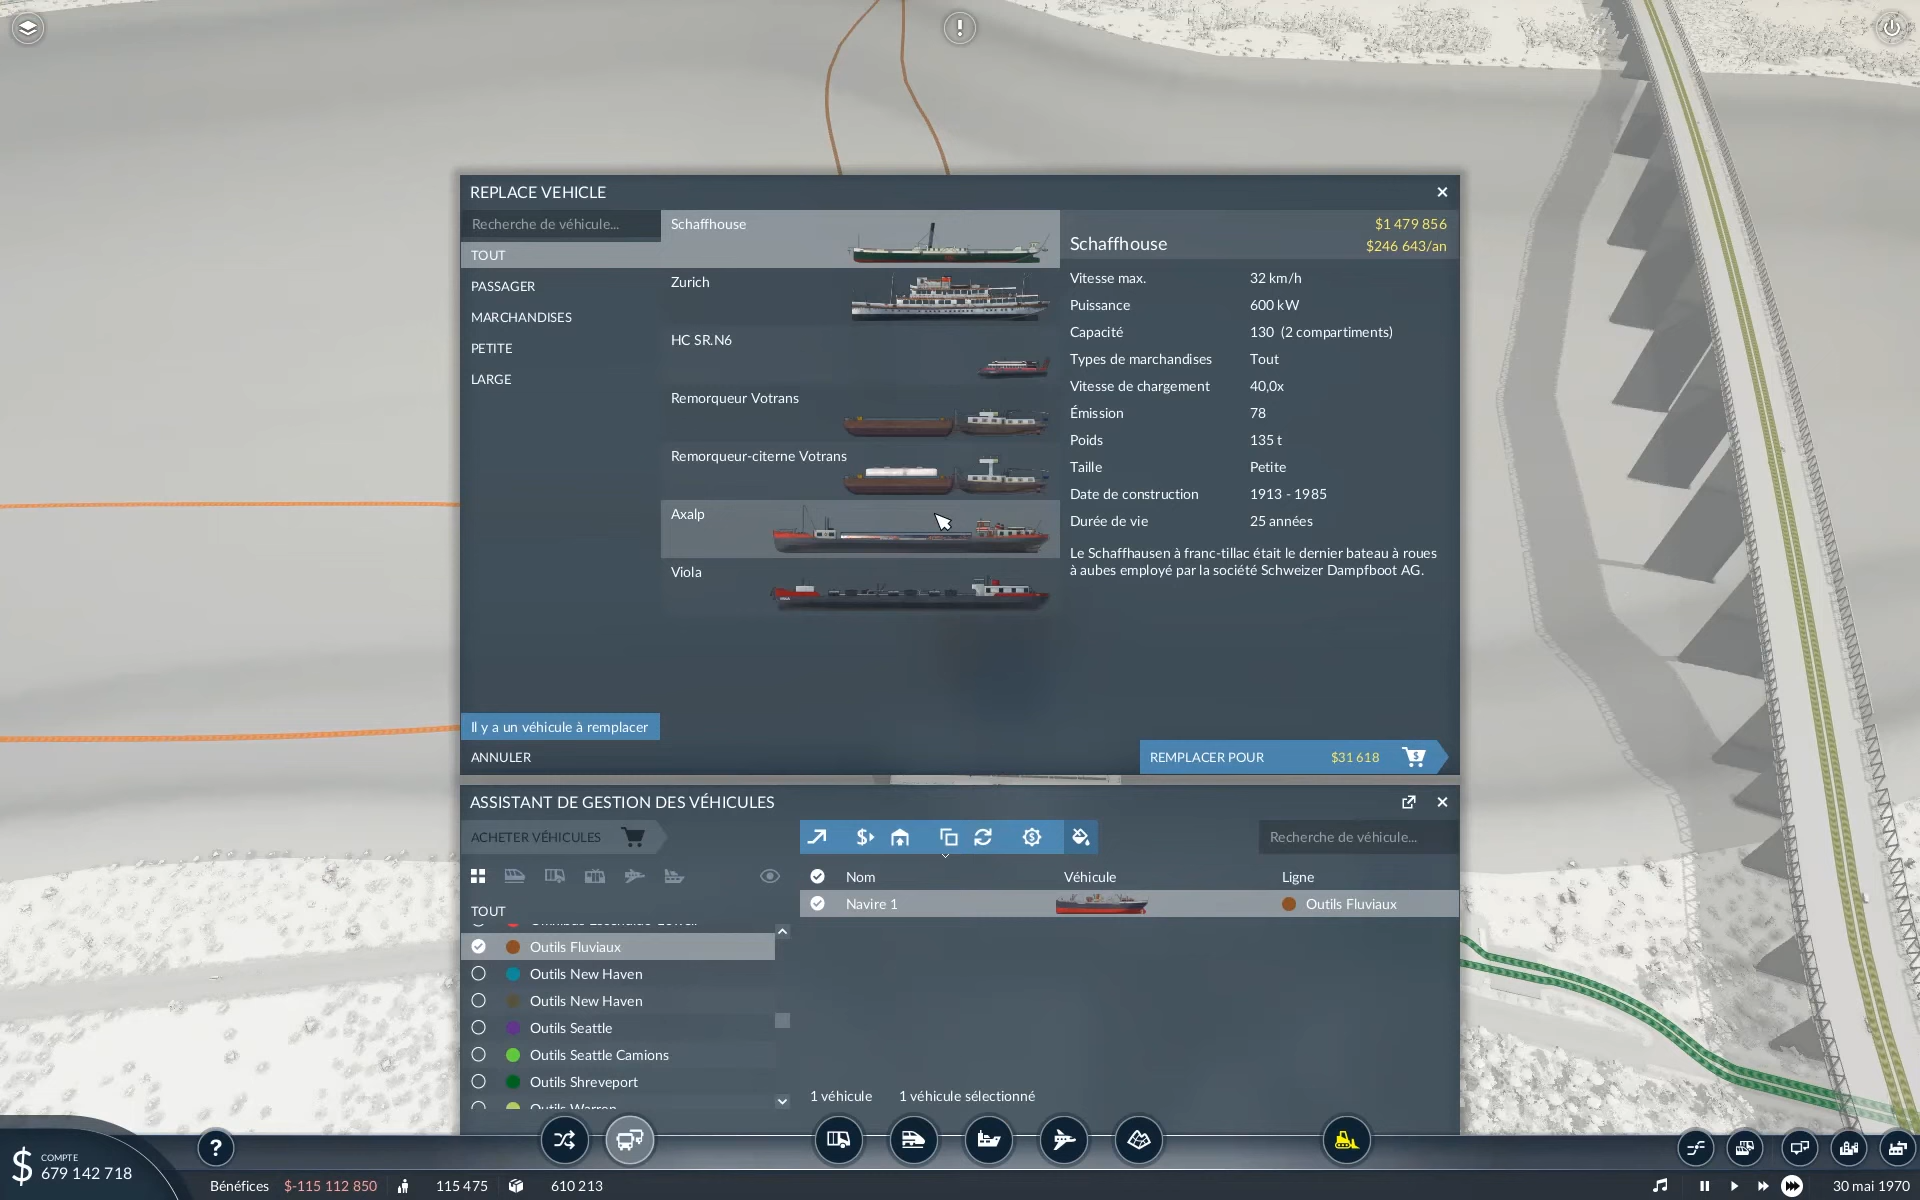 REPLACE VEHICLE
Recherche de véhicule...
TOUT
PASSAGER
MARCHANDISES
PETITE
LARGE
Schaffhouse
Zurich
HC SR.N6
Remorqueur Votrans
Remorqueur-citerne Votrans
Axalp
Viola
$1 479 856
Schaffhouse
$246 643/an
Vitesse max. 32 km/h
Puissance 600 kW
Capacité 130 (2 compartiments)
Types de marchandises Tout
Vitesse de chargement 40,0x
Émission 78
Poids 135 t
Taille Petite
Date de construction 1913 - 1985
Durée de vie 25 années
Le Schaffhausen à franc-tillac était le dernier bateau à roues
à aubes employé par la société Schweizer Dampfboot AG.
Il y a un véhicule à remplacer
ANNULER
REMPLACER POUR $31 618
ASSISTANT DE GESTION DES VÉHICULES
ACHETER VÉHICULES
Recherche de véhicule...
TOUT
Outils Fluviaux
Outils New Haven
Outils New Haven
Outils Seattle
Outils Seattle Camions
Outils Shreveport
Outils Warren
Nom Véhicule Ligne
Navire 1 Outils Fluviaux
1 véhicule 1 véhicule sélectionné
COMPTE
$ 679 142 718
?
Bénéfices $-115 112 850 115 475 610 213
30 mai 1970